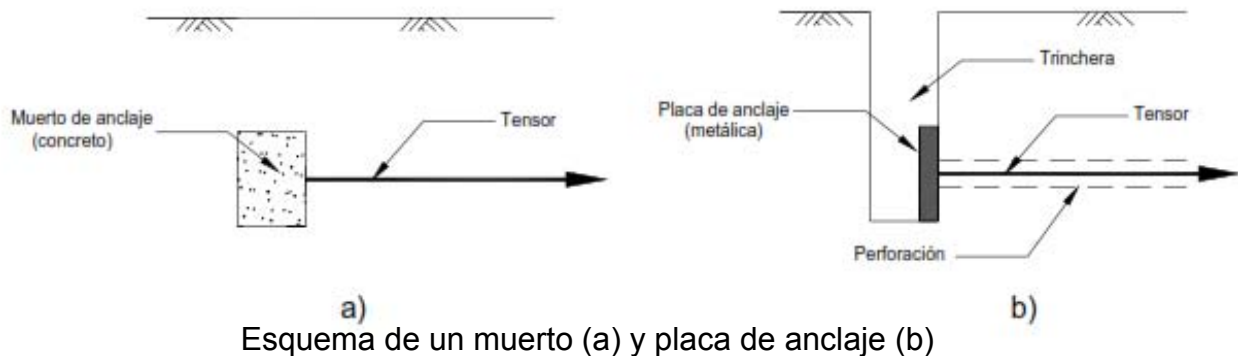 Muerto de anclaje
(concreto)
Tensor
a)
Trinchera
Placa de anclaje
(metálica)
Tensor
Perforación
b)
Esquema de un muerto (a) y placa de anclaje (b)